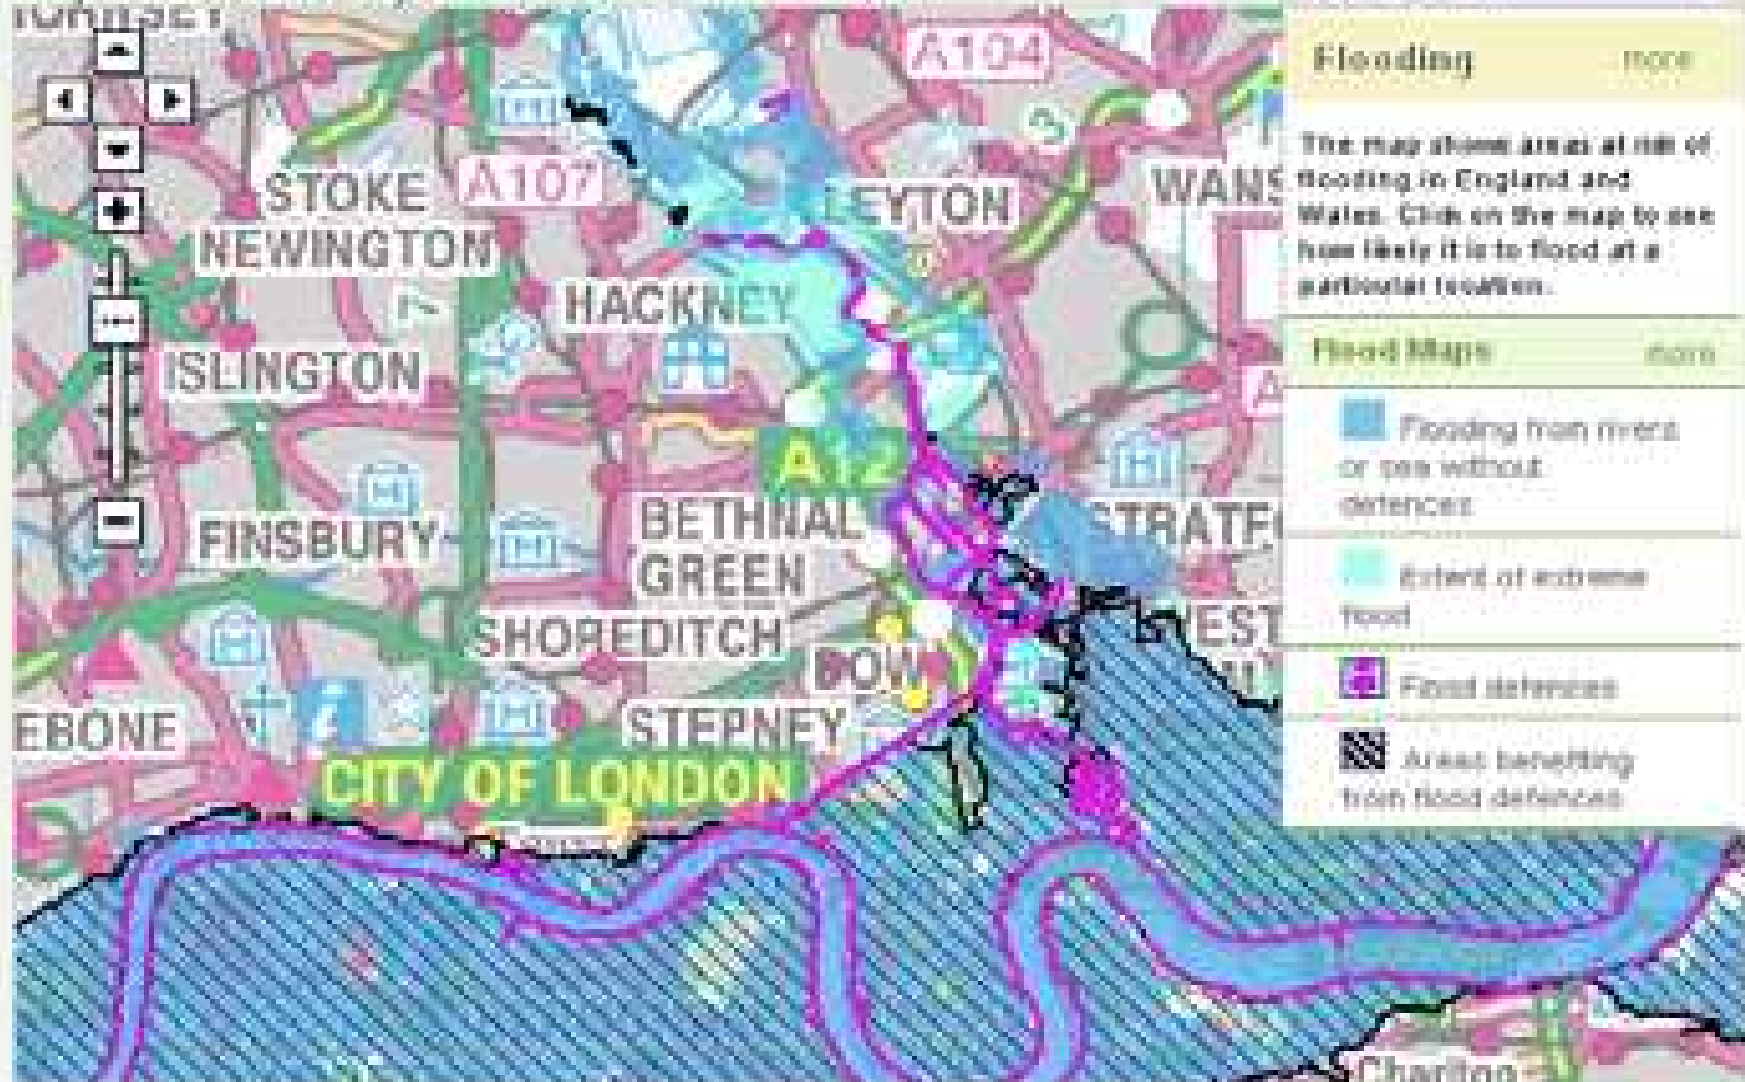 A104
STOKE
NEWINGTON
A107
LEYTON
WANS
HACKNEY
ISLINGTON
A12
FINSBURY
BETHNAL
GREEN
STRATF
SHOREDITCH
BOW
WEST
EBONE
STEPNEY
CITY OF LONDON
Charlton
Flooding more
The map shows areas at risk of
flooding in England and
Wales. Click on the map to see
how likely it is to flood at a
particular location.
Flood Maps more
Flooding from rivers
or sea without
defences
Extent of extreme
flood
Flood defences
Areas benefiting
from flood defences